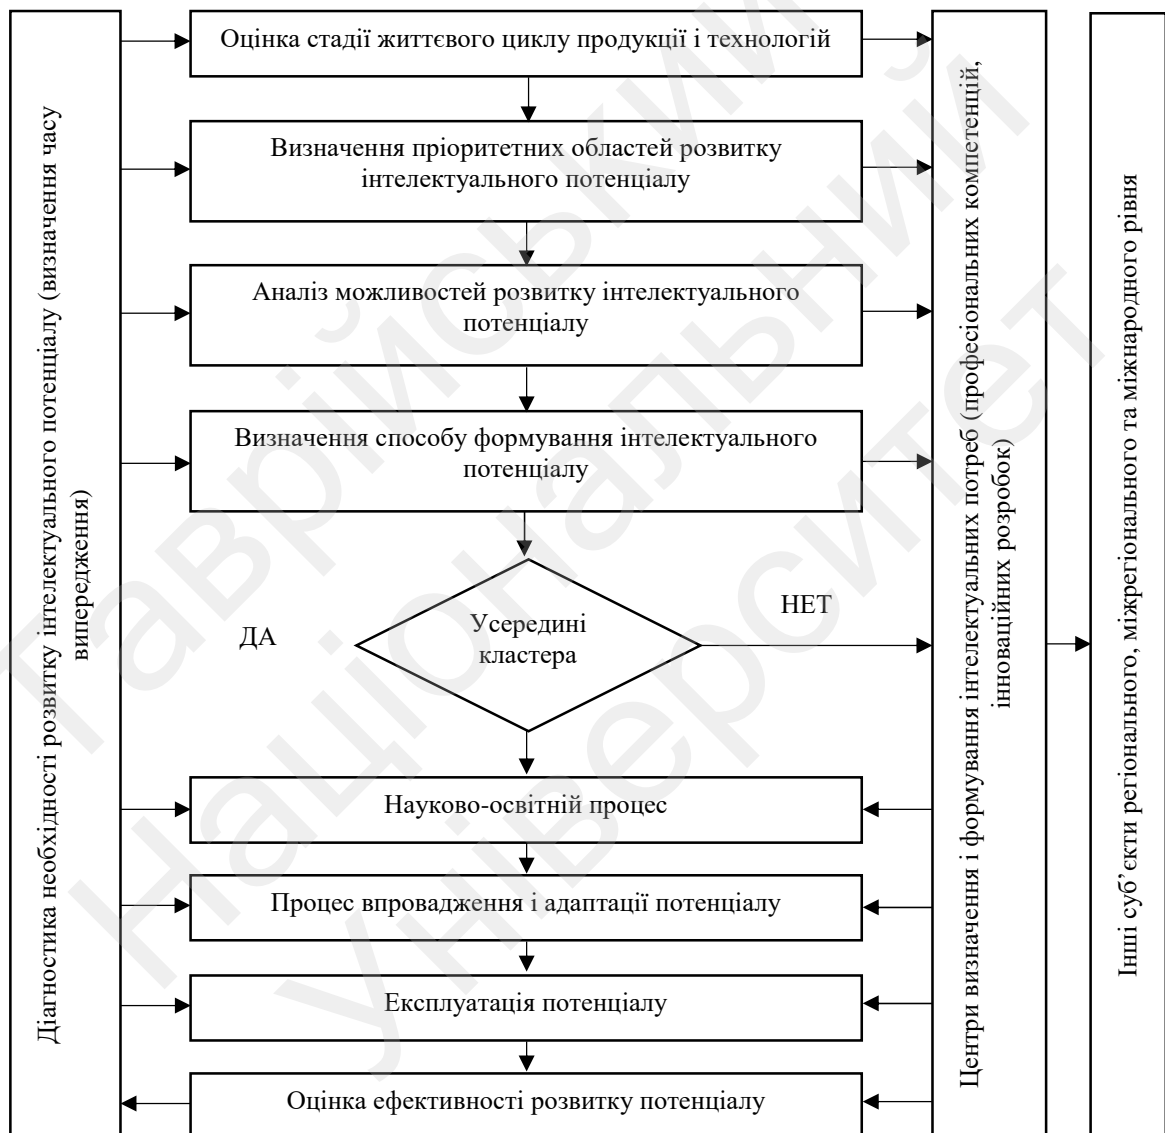 Оцінка стадії життєвого циклу продукції і технологій
Визначення пріоритетних областей розвитку
інтелектуального потенціалу
Аналіз можливостей розвитку інтелектуального
потенціалу
Визначення способу формування інтелектуального
потенціалу
Усередині
кластера
ДА
НЕТ
Науково-освітній процес
Процес впровадження і адаптації потенціалу
Експлуатація потенціалу
Оцінка ефективності розвитку потенціалу
Діагностика необхідності розвитку інтелектуального потенціалу (визначення часу
випередження)
Центри визначення і формування інтелектуальних потреб (професіональних компетенцій,
інноваційних розробок)
Інші суб’єкти регіонального, міжрегіонального та міжнародного рівня
Таврійський
Національний
Університет